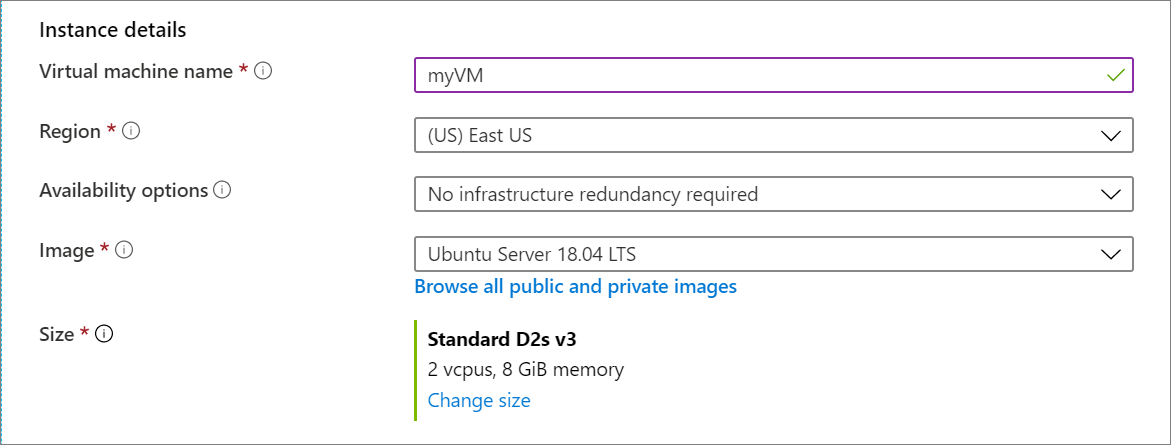 Instance details
Virtual machine name *
myVM
Region *
(US) East US
Availability options
No infrastructure redundancy required
Image *
Ubuntu Server 18.04 LTS
Browse all public and private images
Size *
Standard D2s v3
2 vcpus, 8 GiB memory
Change size